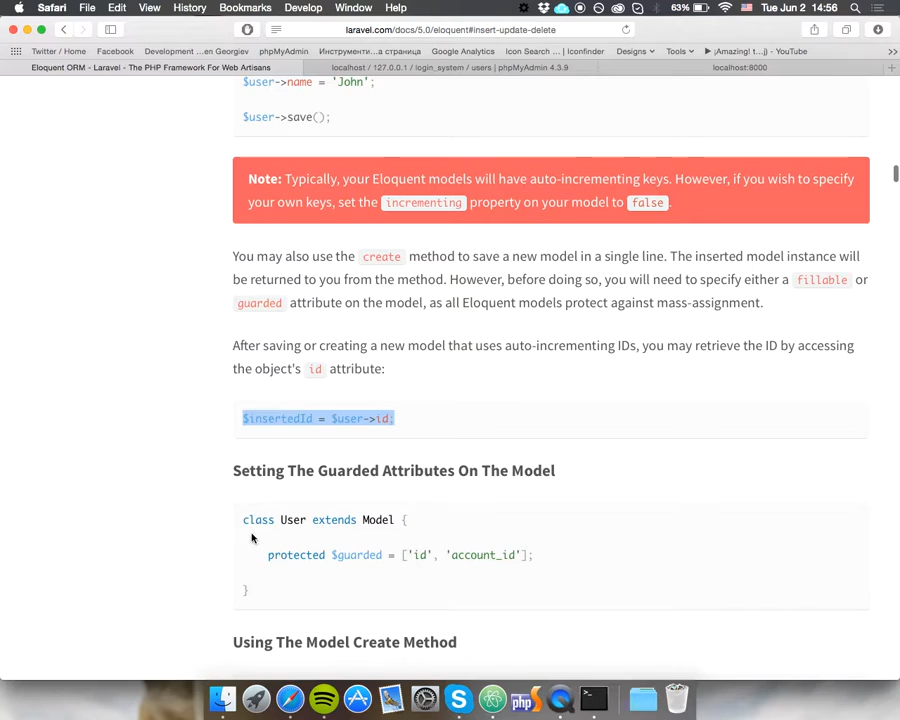 Safari File Edit View History Bookmarks Develop Window Help 63% Tue Jun 2 14:56
laravel.com/docs/5.0/eloquent#insert-update-delete
Twitter / Home Facebook Development ...en Georgiev phpMyAdmin Инструменти...а страница Google Analytics Icon Search ... | Iconfinder Designs Tools ▶ ¡Amazing! t...j) - YouTube >>
Eloquent ORM - Laravel - The PHP Framework For Web Artisans localhost / 127.0.0.1 / login_system / users | phpMyAdmin 4.3.9 localhost:8000 +
$user->name = 'John';
$user->save();
Note: Typically, your Eloquent models will have auto-incrementing keys. However, if you wish to specify
your own keys, set the incrementing property on your model to false.
You may also use the create method to save a new model in a single line. The inserted model instance will
be returned to you from the method. However, before doing so, you will need to specify either a fillable or
guarded attribute on the model, as all Eloquent models protect against mass-assignment.
After saving or creating a new model that uses auto-incrementing IDs, you may retrieve the ID by accessing
the object's id attribute:
$insertedId = $user->id;
Setting The Guarded Attributes On The Model
class User extends Model {
protected $guarded = ['id', 'account_id'];
}
Using The Model Create Method
php